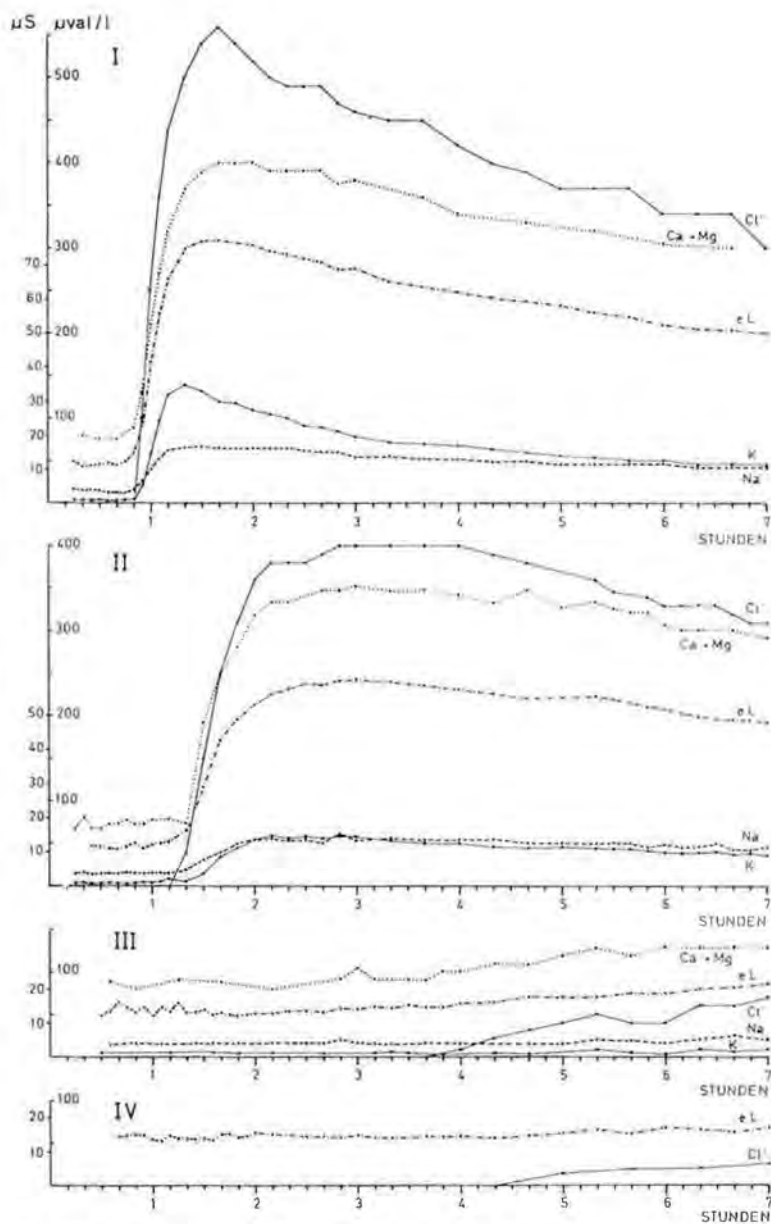 µS µval/l
I
500
400
300
200
100
70
60
50
40
30
20
10
Cl⁻
Ca + Mg
eL
K
Na
1 2 3 4 5 6 7
STUNDEN
II
400
300
200
100
50
40
30
20
10
Cl
Ca + Mg
eL
Na
K
1 2 3 4 5 6 7
STUNDEN
III
100
20
10
Ca + Mg
eL
Cl
Na
K
1 2 3 4 5 6 7
STUNDEN
IV
100
20
10
eL
Cl
1 2 3 4 5 6 7
STUNDEN